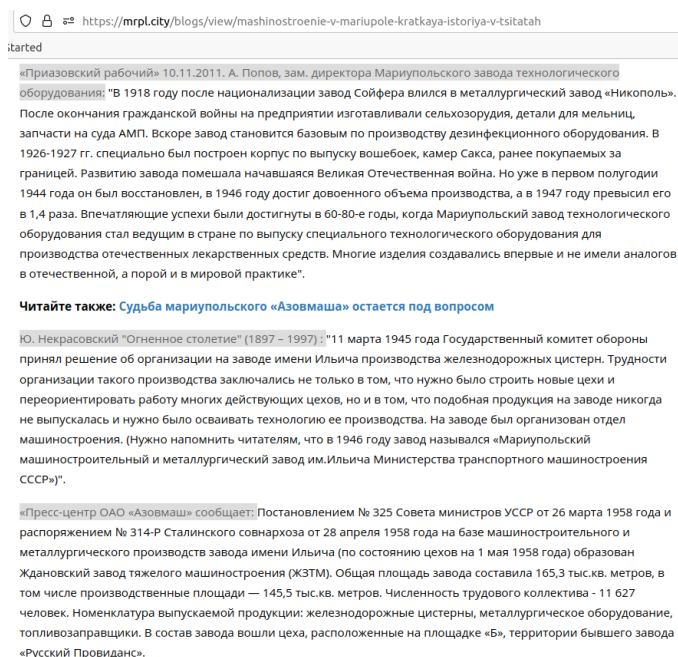 https://mrpl.city/blogs/view/mashinostroenie-v-mariupole-kratkaya-istoriya-v-tsitatah
Started
«Приазовский рабочий» 10.11.2011. А. Попов, зам. директора Мариупольского завода технологического
оборудования: "В 1918 году после национализации завод Сойфера влился в металлургический завод «Никополь».
После окончания гражданской войны на предприятии изготавливали сельхозорудия, детали для мельниц,
запчасти на суда АМП. Вскоре завод становится базовым по производству дезинфекционного оборудования. В
1926-1927 гг. специально был построен корпус по выпуску вошебоек, камер Сакса, ранее покупаемых за
границей. Развитию завода помешала начавшаяся Великая Отечественная война. Но уже в первом полугодии
1944 года он был восстановлен, в 1946 году достиг довоенного объема производства, а в 1947 году превысил его
в 1,4 раза. Впечатляющие успехи были достигнуты в 60-80-е годы, когда Мариупольский завод технологического
оборудования стал ведущим в стране по выпуску специального технологического оборудования для
производства отечественных лекарственных средств. Многие изделия создавались впервые и не имели аналогов
в отечественной, а порой и в мировой практике".
Читайте также: Судьба мариупольского «Азовмаша» остается под вопросом
Ю. Некрасовский "Огненное столетие" (1897 – 1997) : "11 марта 1945 года Государственный комитет обороны
принял решение об организации на заводе имени Ильича производства железнодорожных цистерн. Трудности
организации такого производства заключались не только в том, что нужно было строить новые цехи и
переориентировать работу многих действующих цехов, но и в том, что подобная продукция на заводе никогда
не выпускалась и нужно было осваивать технологию ее производства. На заводе был организован отдел
машиностроения. (Нужно напомнить читателям, что в 1946 году завод назывался «Мариупольский
машиностроительный и металлургический завод им.Ильича Министерства транспортного машиностроения
СССР»)".
«Пресс-центр ОАО «Азовмаш» сообщает: Постановлением № 325 Совета министров УССР от 26 марта 1958 года и
распоряжением № 314-Р Сталинского совнархоза от 28 апреля 1958 года на базе машиностроительного и
металлургического производств завода имени Ильича (по состоянию цехов на 1 мая 1958 года) образован
Ждановский завод тяжелого машиностроения (ЖЗТМ). Общая площадь завода составила 165,3 тыс.кв. метров, в
том числе производственные площади — 145,5 тыс.кв. метров. Численность трудового коллектива - 11 627
человек. Номенклатура выпускаемой продукции: железнодорожные цистерны, металлургическое оборудование,
топливозаправщики. В состав завода вошли цеха, расположенные на площадке «Б», территории бывшего завода
«Русский Провиданс».